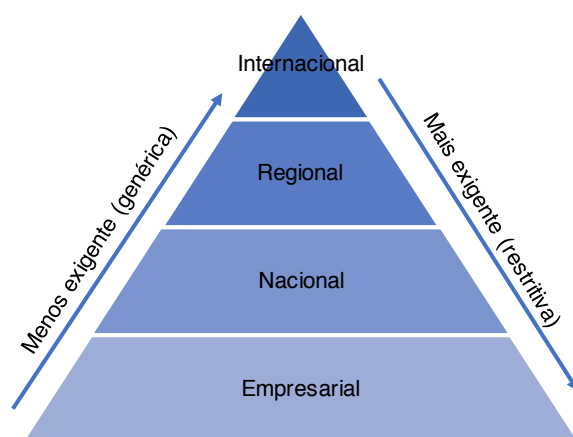 Internacional
Regional
Nacional
Empresarial
Menos exigente (genérica)
Mais exigente (restritiva)